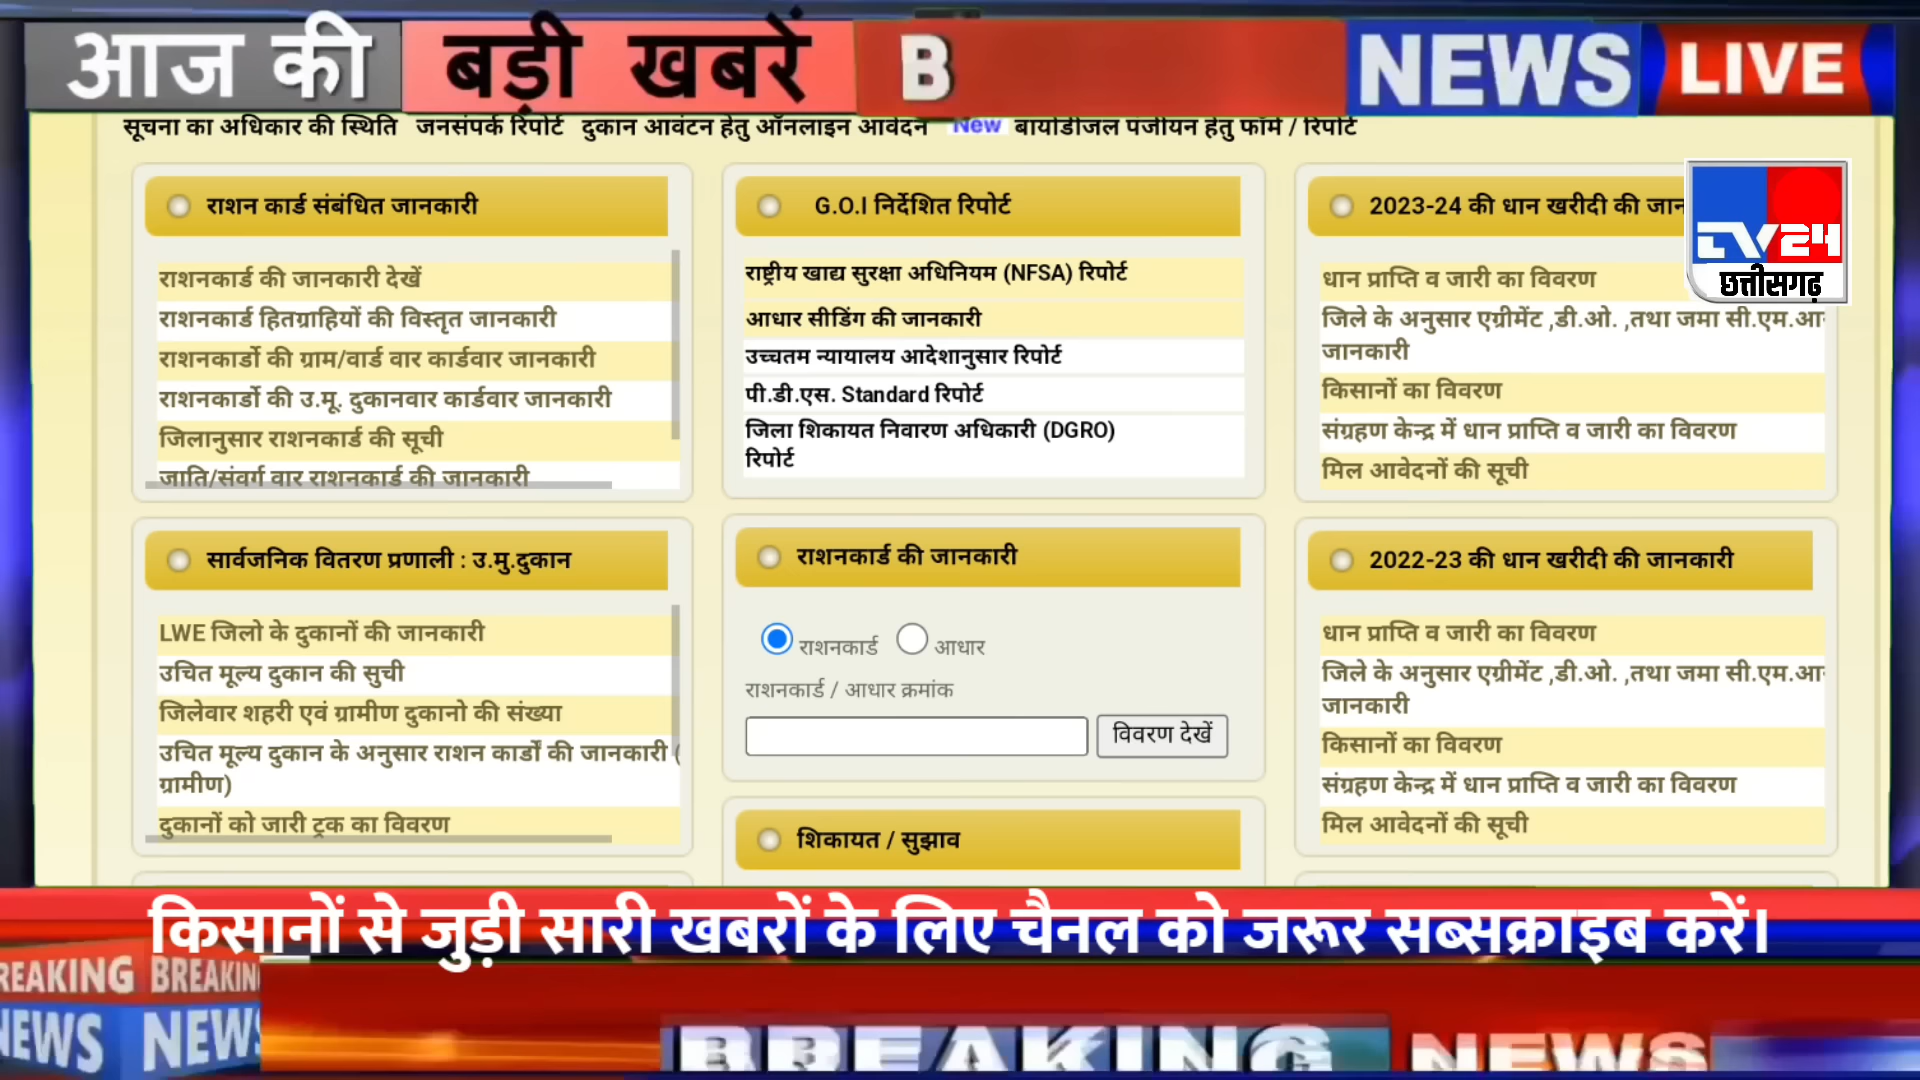 आज की बड़ी खबरें B NEWS LIVE
सूचना का अधिकार की स्थिति जनसंपर्क रिपोर्ट दुकान आवंटन हेतु ऑनलाइन आवेदन New बायोडीजल पंजीयन हेतु फॉर्म / रिपोर्ट
राशन कार्ड संबंधित जानकारी
राशनकार्ड की जानकारी देखें
राशनकार्ड हितग्राहियों की विस्तृत जानकारी
राशनकार्डो की ग्राम/वार्ड वार कार्डवार जानकारी
राशनकार्डो की उ.मू. दुकानवार कार्डवार जानकारी
जिलानुसार राशनकार्ड की सूची
जाति/संवर्ग वार राशनकार्ड की जानकारी
सार्वजनिक वितरण प्रणाली : उ.मु.दुकान
LWE जिलो के दुकानों की जानकारी
उचित मूल्य दुकान की सुची
जिलेवार शहरी एवं ग्रामीण दुकानो की संख्या
उचित मूल्य दुकान के अनुसार राशन कार्डों की जानकारी (
ग्रामीण)
दुकानों को जारी ट्रक का विवरण
G.O.I निर्देशित रिपोर्ट
राष्ट्रीय खाद्य सुरक्षा अधिनियम (NFSA) रिपोर्ट
आधार सीडिंग की जानकारी
उच्चतम न्यायालय आदेशानुसार रिपोर्ट
पी.डी.एस. Standard रिपोर्ट
जिला शिकायत निवारण अधिकारी (DGRO)
रिपोर्ट
राशनकार्ड की जानकारी
राशनकार्ड आधार
राशनकार्ड / आधार क्रमांक
विवरण देखें
शिकायत / सुझाव
2023-24 की धान खरीदी की जान
धान प्राप्ति व जारी का विवरण
जिले के अनुसार एग्रीमेंट ,डी.ओ. ,तथा जमा सी.एम.आ
जानकारी
किसानों का विवरण
संग्रहण केन्द्र में धान प्राप्ति व जारी का विवरण
मिल आवेदनों की सूची
2022-23 की धान खरीदी की जानकारी
धान प्राप्ति व जारी का विवरण
जिले के अनुसार एग्रीमेंट ,डी.ओ. ,तथा जमा सी.एम.आ
जानकारी
किसानों का विवरण
संग्रहण केन्द्र में धान प्राप्ति व जारी का विवरण
मिल आवेदनों की सूची
TV24
छत्तीसगढ़
किसानों से जुड़ी सारी खबरों के लिए चैनल को जरूर सब्सक्राइब करें।
REAKING BREAKIN
NEWS NEWS
BREAKING NEWS